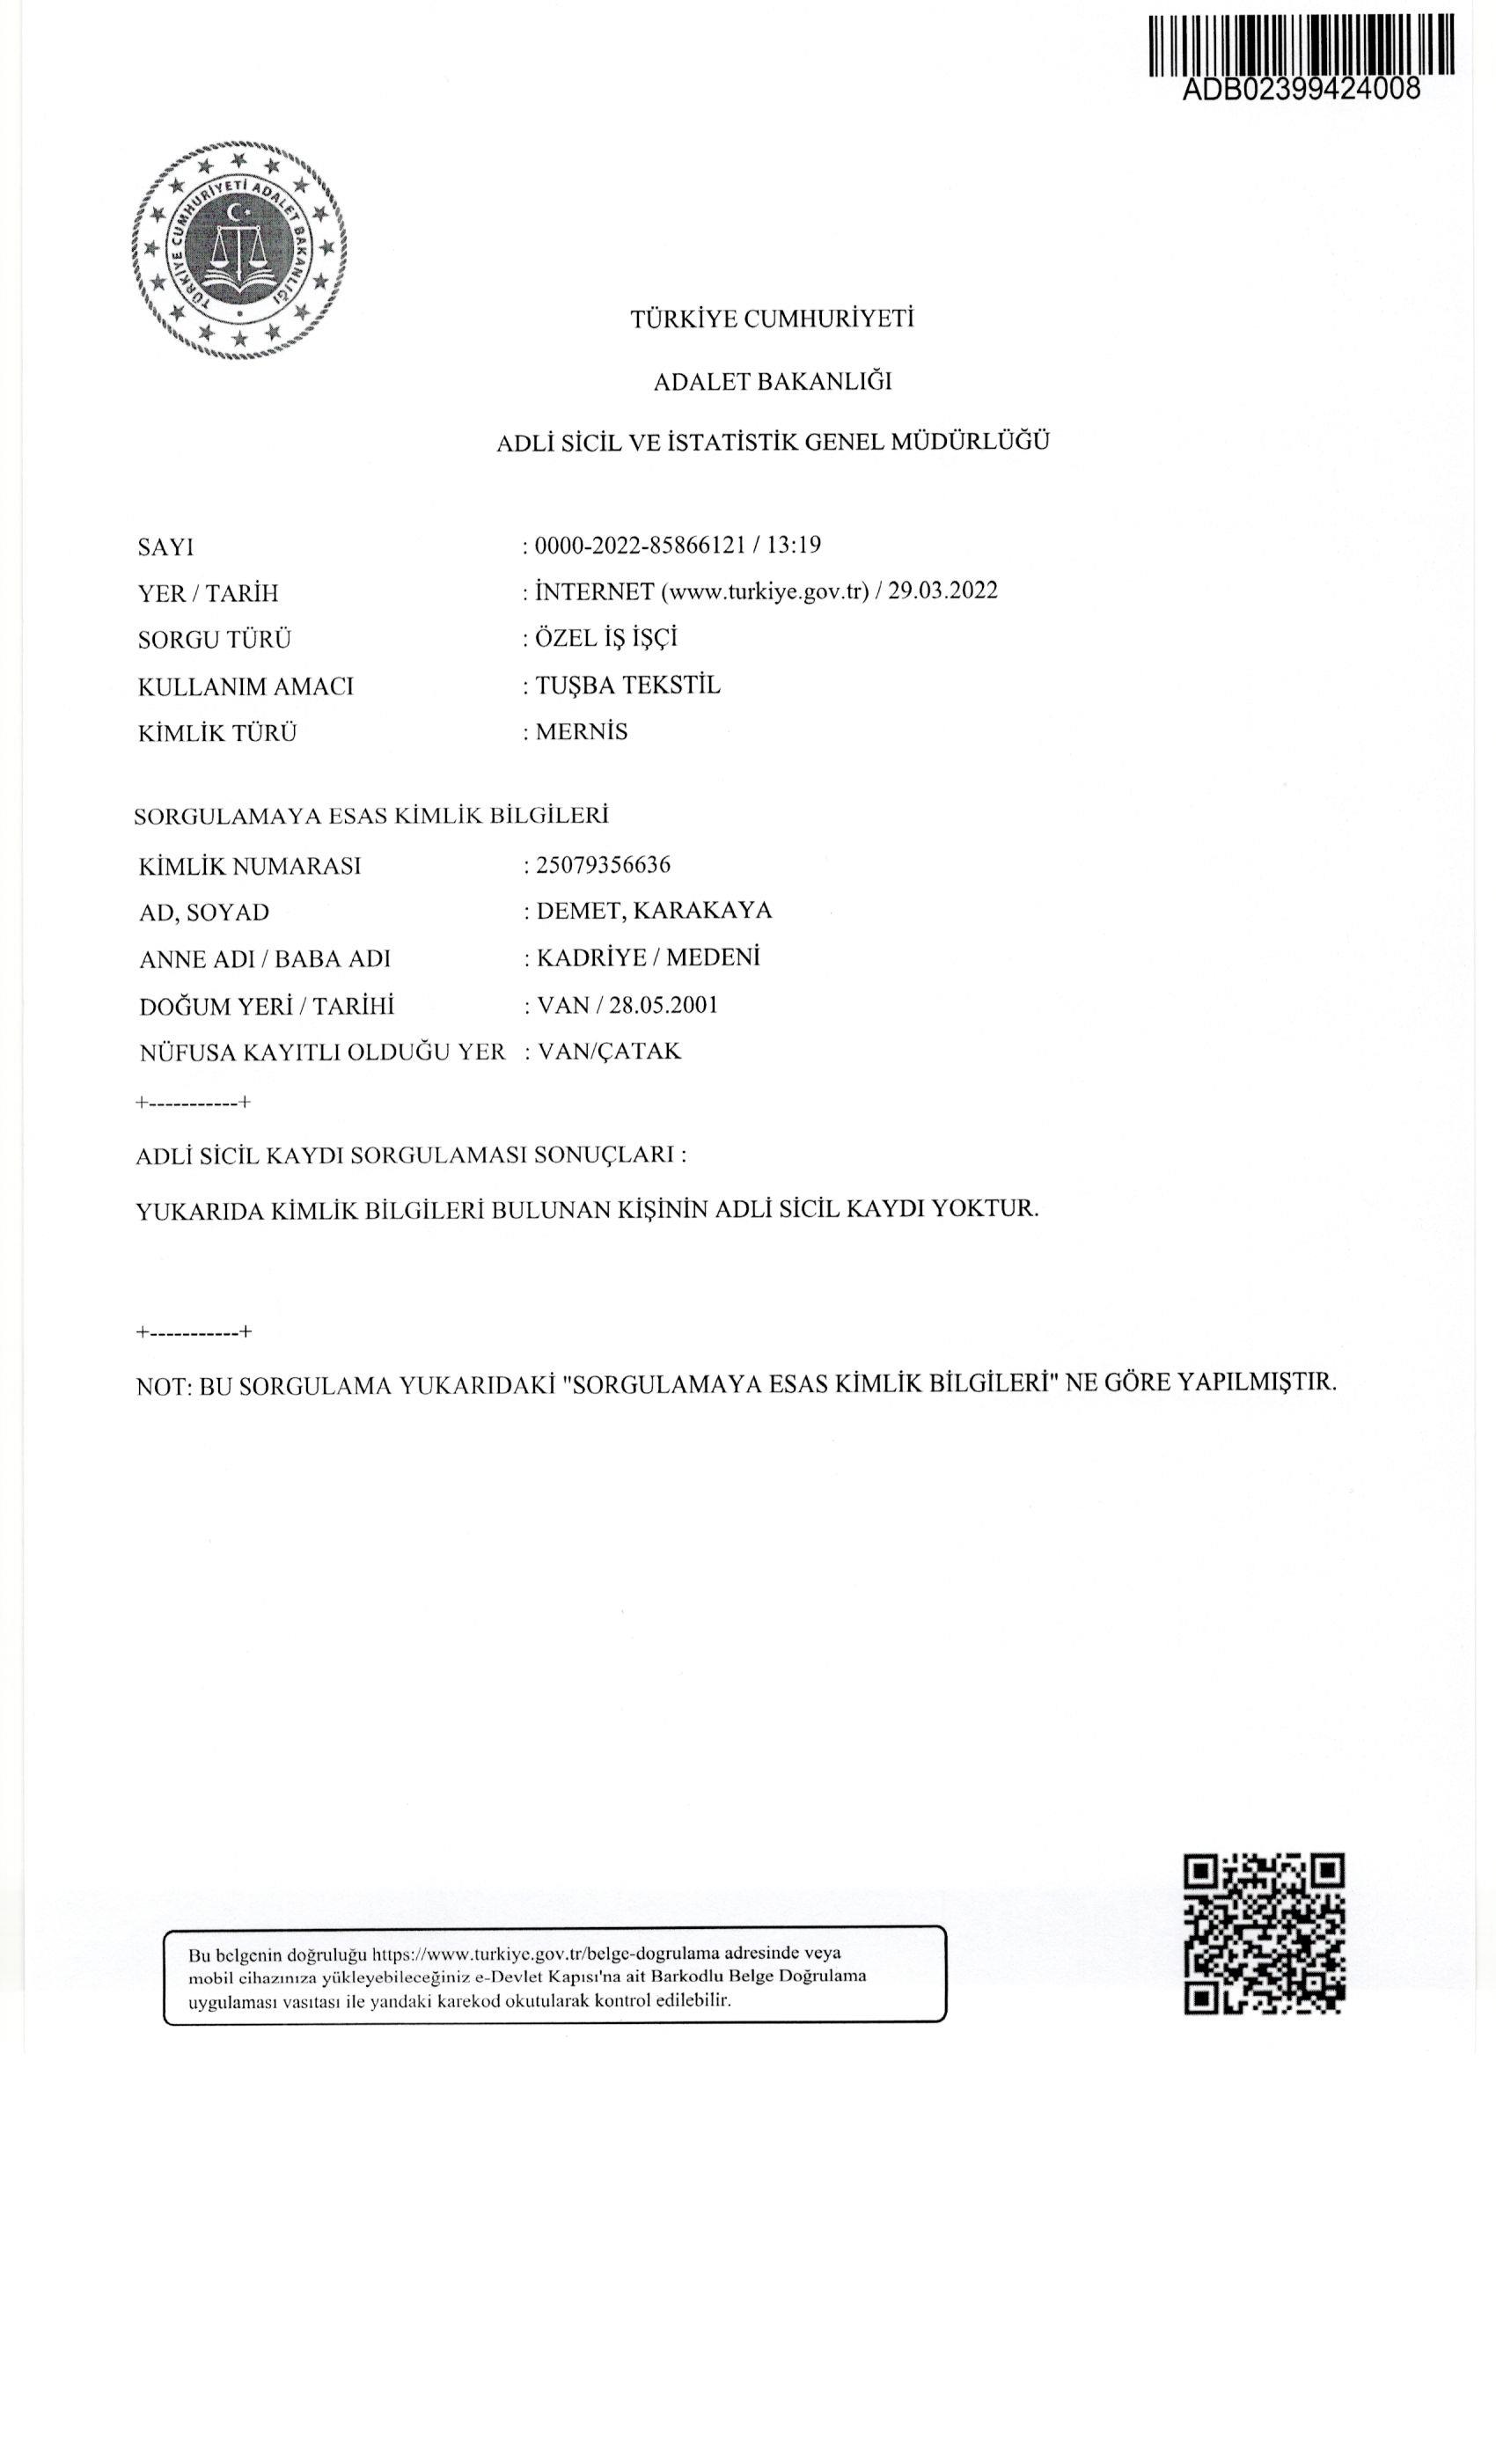 ADB02399424008
TÜRKİYE CUMHURİYETİ ADALET BAKANLIĞI
TÜRKİYE CUMHURİYETİ
ADALET BAKANLIĞI
ADLİ SİCİL VE İSTATİSTİK GENEL MÜDÜRLÜĞÜ
SAYI : 0000-2022-85866121 / 13:19
YER / TARİH : İNTERNET (www.turkiye.gov.tr) / 29.03.2022
SORGU TÜRÜ : ÖZEL İŞ İŞÇİ
KULLANIM AMACI : TUŞBA TEKSTİL
KİMLİK TÜRÜ : MERNİS
SORGULAMAYA ESAS KİMLİK BİLGİLERİ
KİMLİK NUMARASI : 25079356636
AD, SOYAD : DEMET, KARAKAYA
ANNE ADI / BABA ADI : KADRİYE / MEDENİ
DOĞUM YERİ / TARİHİ : VAN / 28.05.2001
NÜFUSA KAYITLI OLDUĞU YER : VAN/ÇATAK
+-----------+
ADLİ SİCİL KAYDI SORGULAMASI SONUÇLARI :
YUKARIDA KİMLİK BİLGİLERİ BULUNAN KİŞİNİN ADLİ SİCİL KAYDI YOKTUR.
+-----------+
NOT: BU SORGULAMA YUKARIDAKİ "SORGULAMAYA ESAS KİMLİK BİLGİLERİ" NE GÖRE YAPILMIŞTIR.
Bu belgenin doğruluğu https://www.turkiye.gov.tr/belge-dogrulama adresinde veya
mobil cihazınıza yükleyebileceğiniz e-Devlet Kapısı'na ait Barkodlu Belge Doğrulama
uygulaması vasıtası ile yandaki karekod okutularak kontrol edilebilir.